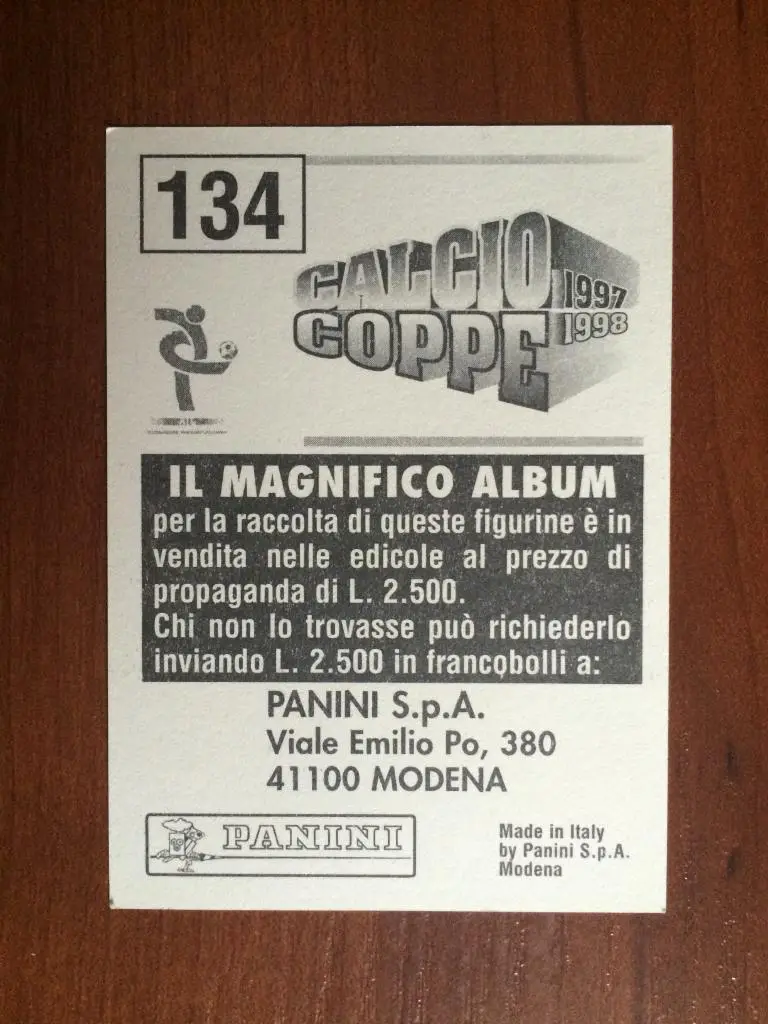 134
CALCIO 1997
COPPE 1998
IL MAGNIFICO ALBUM
per la raccolta di queste figurine è in
vendita nelle edicole al prezzo di
propaganda di L. 2.500.
Chi non lo trovasse può richiederlo
inviando L. 2.500 in francobolli a:
PANINI S.p.A.
Viale Emilio Po, 380
41100 MODENA
PANINI
Made in Italy
by Panini S.p.A.
Modena